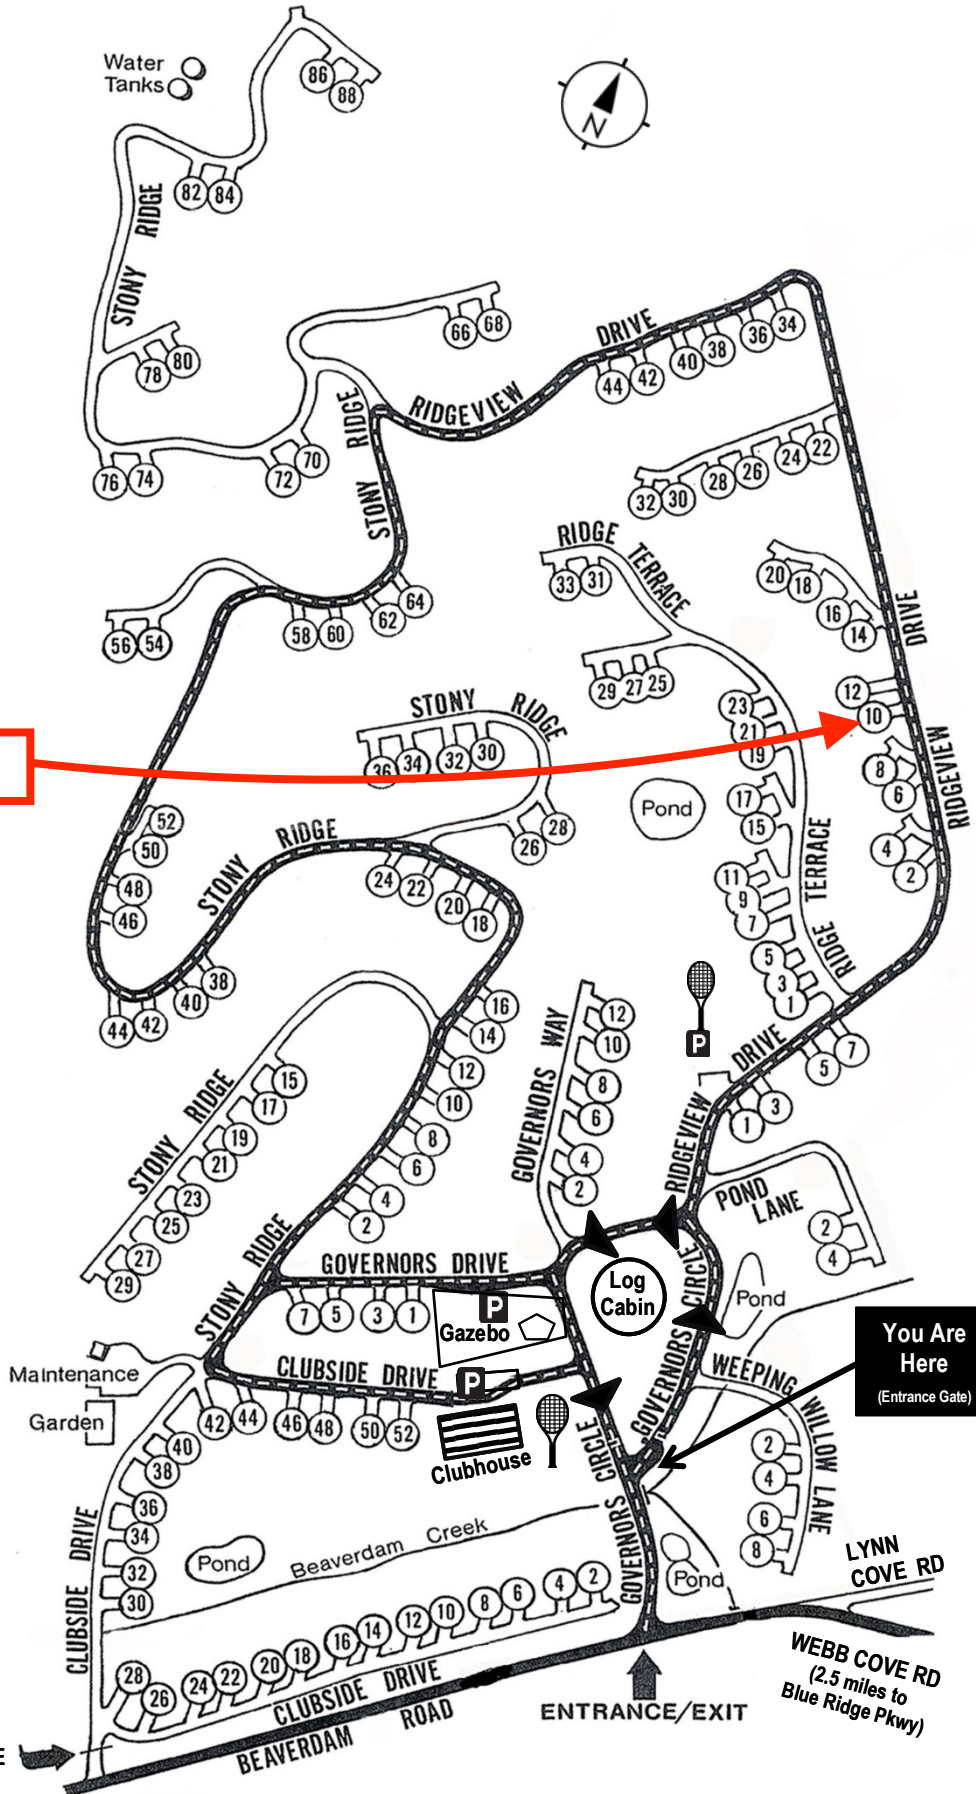 Water
Tanks
86
88
N
82
84
STONY RIDGE
66
68
DRIVE
36
34
40
38
44
42
78
80
RIDGEVIEW
STONY RIDGE
70
72
76
74
22
24
26
28
30
32
RIDGE TERRACE
33
31
20
18
16
14
DRIVE
64
62
60
58
56
54
29
27
25
23
21
19
12
10
STONY RIDGE
36
34
32
30
RIDGEVIEW
8
6
Pond
17
15
28
26
52
50
48
46
STONY RIDGE
24
22
20
18
4
2
11
9
7
5
3
1
RIDGE TERRACE
38
40
42
44
16
14
12
10
8
6
4
2
P
DRIVE
7
5
3
1
GOVERNORS WAY
12
10
8
6
4
2
RIDGEVIEW
STONY RIDGE
15
17
19
21
23
25
27
29
POND
LANE
2
4
STONY RIDGE
GOVERNORS DRIVE
7
5
3
1
P
Gazebo
Log
Cabin
GOVERNORS CIRCLE
Pond
You Are
Here
(Entrance Gate)
Maintenance
Garden
CLUBSIDE DRIVE
P
42
44
46
48
50
52
Clubhouse
WEEPING WILLOW LANE
2
4
6
8
GOVERNORS CIRCLE
40
38
36
34
32
30
CLUBSIDE DRIVE
Pond
Beaverdam Creek
Pond
LYNN
COVE RD
28
26
24
22
20
18
16
14
12
10
8
6
4
2
CLUBSIDE DRIVE
BEAVERDAM ROAD
ENTRANCE/EXIT
WEBB COVE RD
(2.5 miles to
Blue Ridge Pkwy)
E